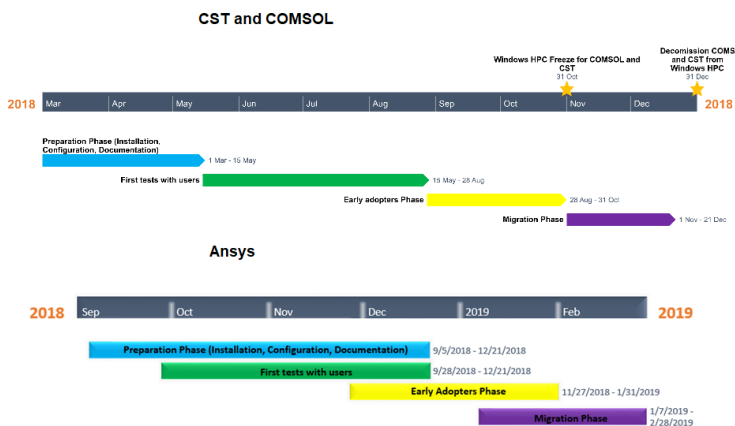 CST and COMSOL
Windows HPC Freeze for COMSOL and
CST
31 Oct
Decomission COMS
and CST from
Windows HPC
31 Dec
2018 Mar Apr May Jun Jul Aug Sep Oct Nov Dec 2018
Preparation Phase (Installation,
Configuration, Documentation)
1 Mar - 15 May
First tests with users 15 May - 28 Aug
Early adopters Phase 28 Aug - 31 Oct
Migration Phase 1 Nov - 21 Dec
Ansys
2018 Sep Oct Nov Dec 2019 Feb 2019
Preparation Phase (Installation, Configuration, Documentation) 9/5/2018 - 12/21/2018
First tests with users 9/28/2018 - 12/21/2018
Early Adopters Phase 11/27/2018 - 1/31/2019
Migration Phase 1/7/2019 -
2/28/2019